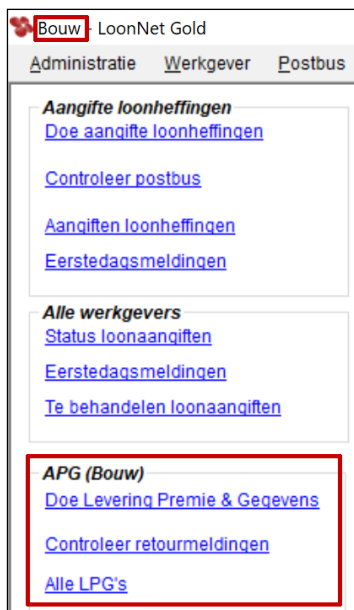 Bouw - LoonNet Gold
Administratie Werkgever Postbus
Aangifte loonheffingen
Doe aangifte loonheffingen
Controleer postbus
Aangiften loonheffingen
Eerstedagsmeldingen
Alle werkgevers
Status loonaangiften
Eerstedagsmeldingen
Te behandelen loonaangiften
APG (Bouw)
Doe Levering Premie & Gegevens
Controleer retourmeldingen
Alle LPG's